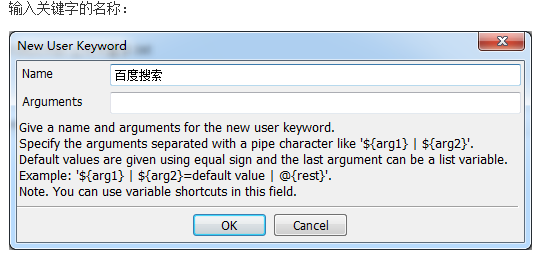 输入关键字的名称：
New User Keyword
Name
百度搜索
Arguments
Give a name and arguments for the new user keyword.
Specify the arguments separated with a pipe character like '${arg1} | ${arg2}'.
Default values are given using equal sign and the last argument can be a list variable.
Example: '${arg1} | ${arg2}=default value | @{rest}'.
Note. You can use variable shortcuts in this field.
OK
Cancel